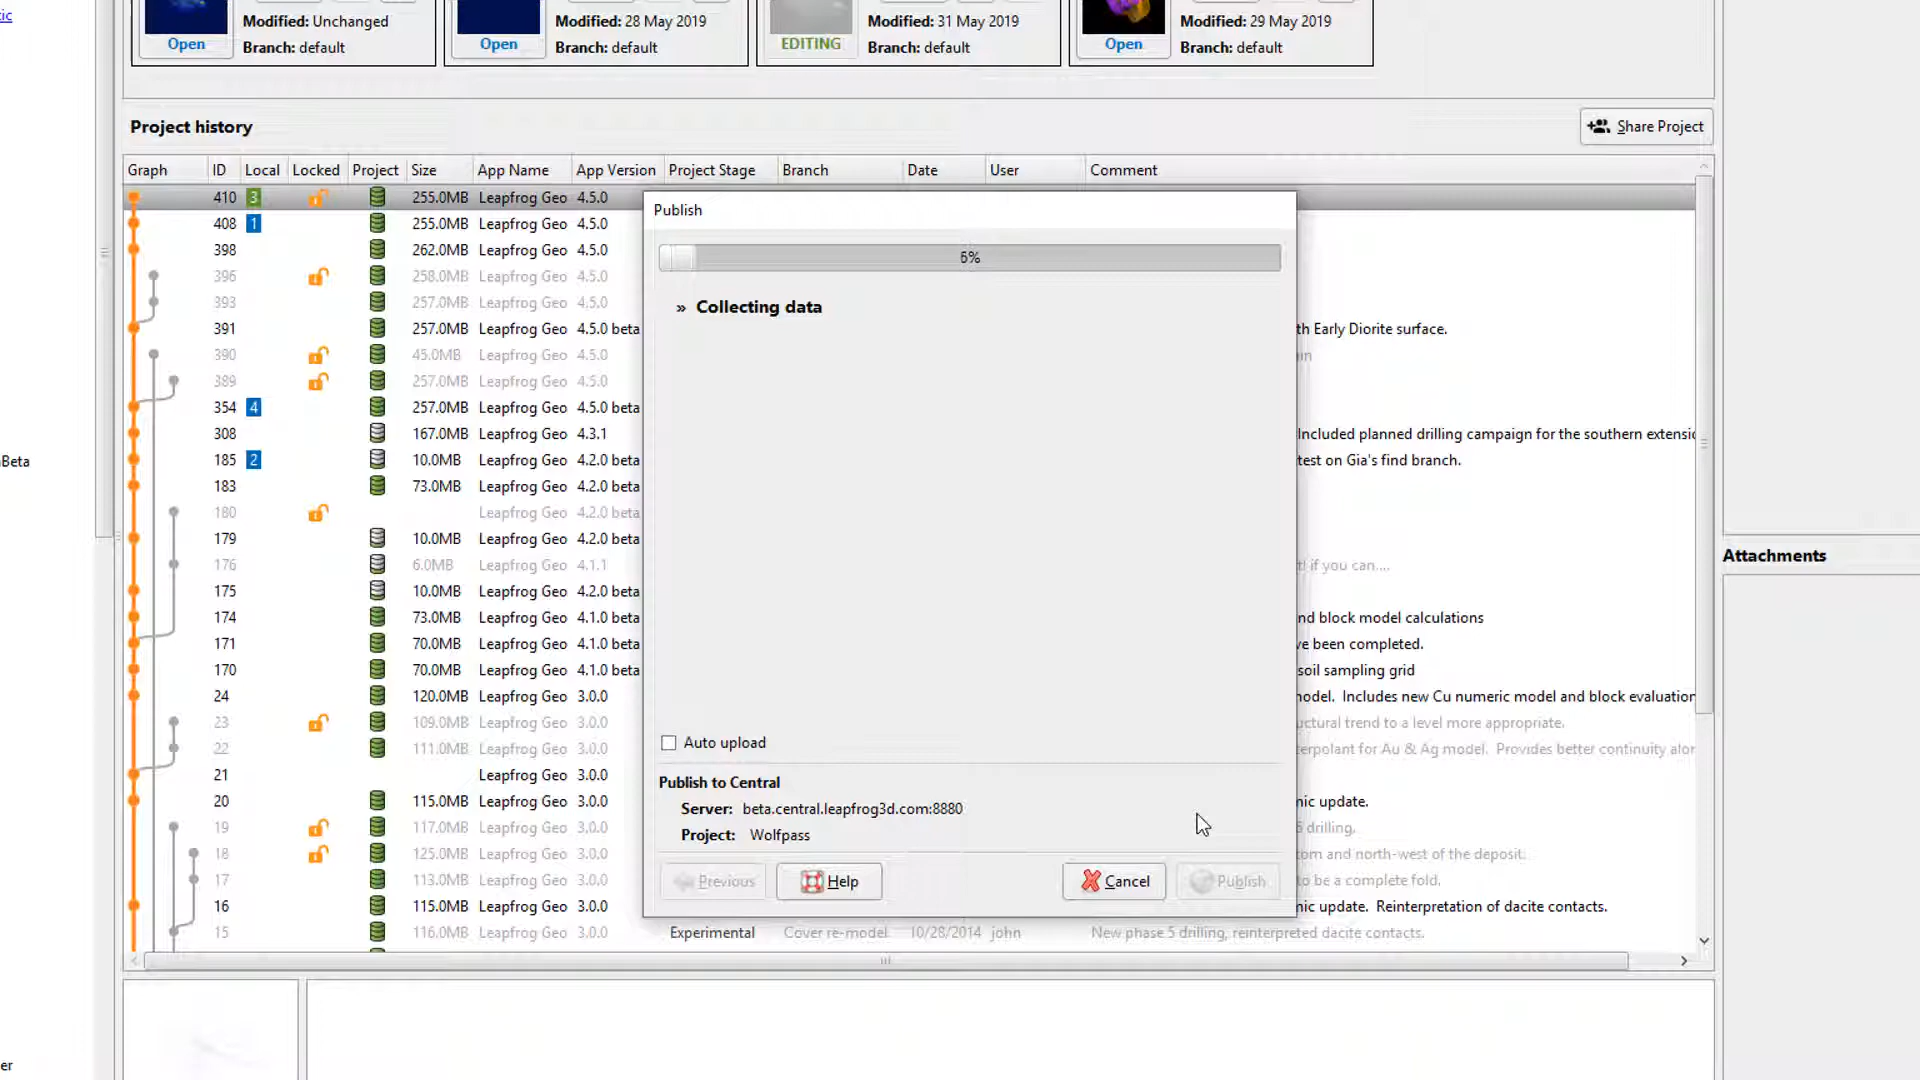 ic
Modified: Unchanged
Open
Branch: default
Modified: 28 May 2019
Open
Branch: default
Modified: 31 May 2019
EDITING
Branch: default
Modified: 29 May 2019
Open
Branch: default
Project history
Share Project
Graph ID Local Locked Project Size App Name App Version Project Stage Branch Date User Comment
410 3 255.0MB Leapfrog Geo 4.5.0
408 1 255.0MB Leapfrog Geo 4.5.0
398 262.0MB Leapfrog Geo 4.5.0
396 258.0MB Leapfrog Geo 4.5.0
393 257.0MB Leapfrog Geo 4.5.0
391 257.0MB Leapfrog Geo 4.5.0 beta th Early Diorite surface.
390 45.0MB Leapfrog Geo 4.5.0 in
389 257.0MB Leapfrog Geo 4.5.0
354 4 257.0MB Leapfrog Geo 4.5.0 beta
308 167.0MB Leapfrog Geo 4.3.1 Included planned drilling campaign for the southern extensi
185 2 10.0MB Leapfrog Geo 4.2.0 beta test on Gia's find branch.
183 73.0MB Leapfrog Geo 4.2.0 beta
180 Leapfrog Geo 4.2.0 beta
179 10.0MB Leapfrog Geo 4.2.0 beta
176 6.0MB Leapfrog Geo 4.1.1 t! if you can....
175 10.0MB Leapfrog Geo 4.2.0 beta
174 73.0MB Leapfrog Geo 4.1.0 beta nd block model calculations
171 70.0MB Leapfrog Geo 4.1.0 beta ve been completed.
170 70.0MB Leapfrog Geo 4.1.0 beta soil sampling grid
24 120.0MB Leapfrog Geo 3.0.0 nodel. Includes new Cu numeric model and block evaluation
23 109.0MB Leapfrog Geo 3.0.0 uctural trend to a level more appropriate.
22 111.0MB Leapfrog Geo 3.0.0 erpolant for Au & Ag model. Provides better continuity alor
21 Leapfrog Geo 3.0.0
20 115.0MB Leapfrog Geo 3.0.0 nic update.
19 117.0MB Leapfrog Geo 3.0.0 5 drilling.
18 125.0MB Leapfrog Geo 3.0.0 om and north-west of the deposit.
17 113.0MB Leapfrog Geo 3.0.0 to be a complete fold.
16 115.0MB Leapfrog Geo 3.0.0 nic update. Reinterpretation of dacite contacts.
15 116.0MB Leapfrog Geo 3.0.0 Experimental Cover re-model 10/28/2014 john New phase 5 drilling, reinterpreted dacite contacts.
Publish
6%
» Collecting data
Auto upload
Publish to Central
Server: beta.central.leapfrog3d.com:8880
Project: Wolfpass
Previous
Help
Cancel
Publish
Attachments
Beta
er